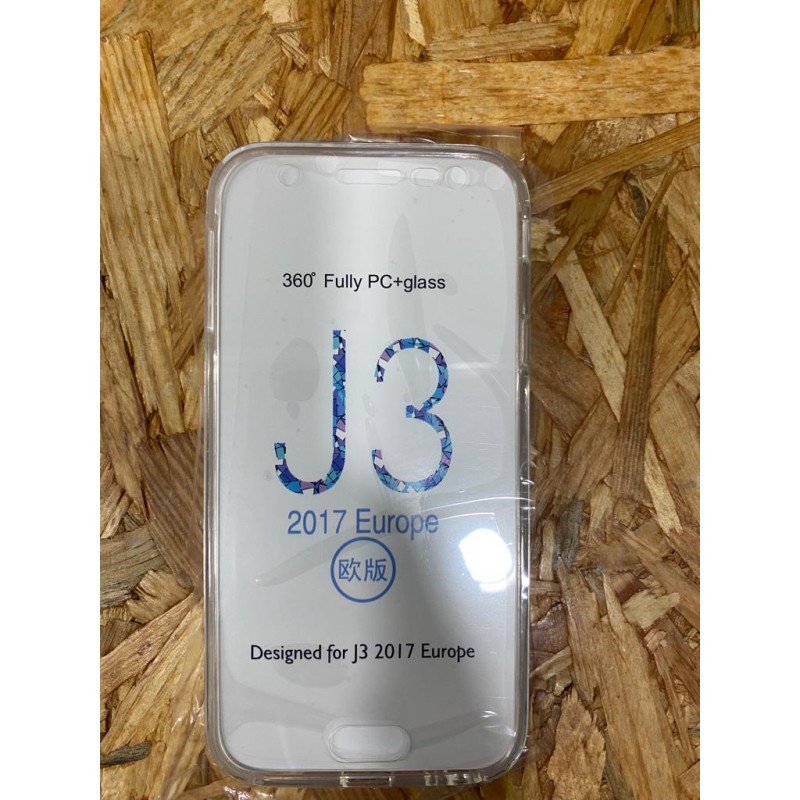 360° Fully PC+glass
J3
2017 Europe
欧版
Designed for J3 2017 Europe